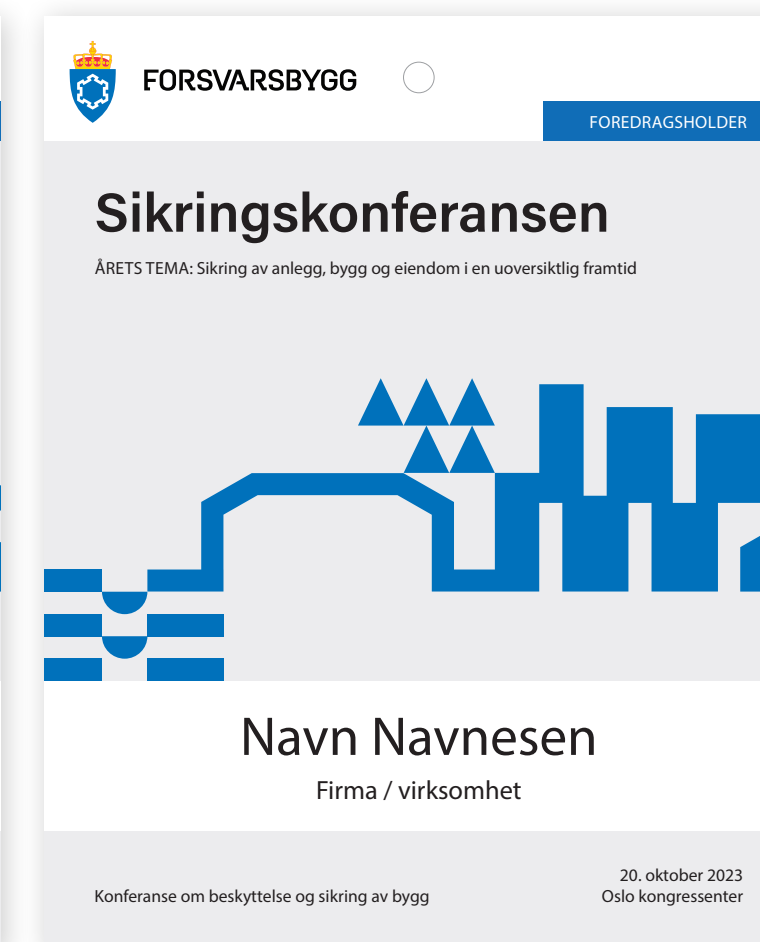 FORSVARSBYGG
FOREDRAGSHOLDER
Sikringskonferansen
ÅRETS TEMA: Sikring av anlegg, bygg og eiendom i en uoversiktlig framtid
Navn Navnesen
Firma / virksomhet
Konferanse om beskyttelse og sikring av bygg
20. oktober 2023
Oslo kongressenter